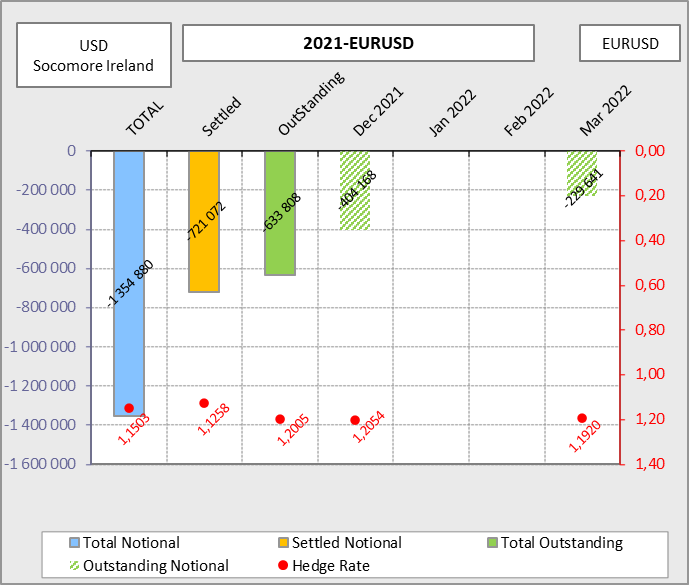 USD
Socomore Ireland
2021-EURUSD
EURUSD
TOTAL
Settled
OutStanding
Dec 2021
Jan 2022
Feb 2022
Mar 2022
0
-200 000
-400 000
-600 000
-800 000
-1 000 000
-1 200 000
-1 400 000
-1 600 000
0,00
0,20
0,40
0,60
0,80
1,00
1,20
1,40
-1 354 880
-721 072
-633 808
-404 168
-229 641
1,1503
1,1258
1,2005
1,2054
1,1920
Total Notional
Settled Notional
Total Outstanding
Outstanding Notional
Hedge Rate